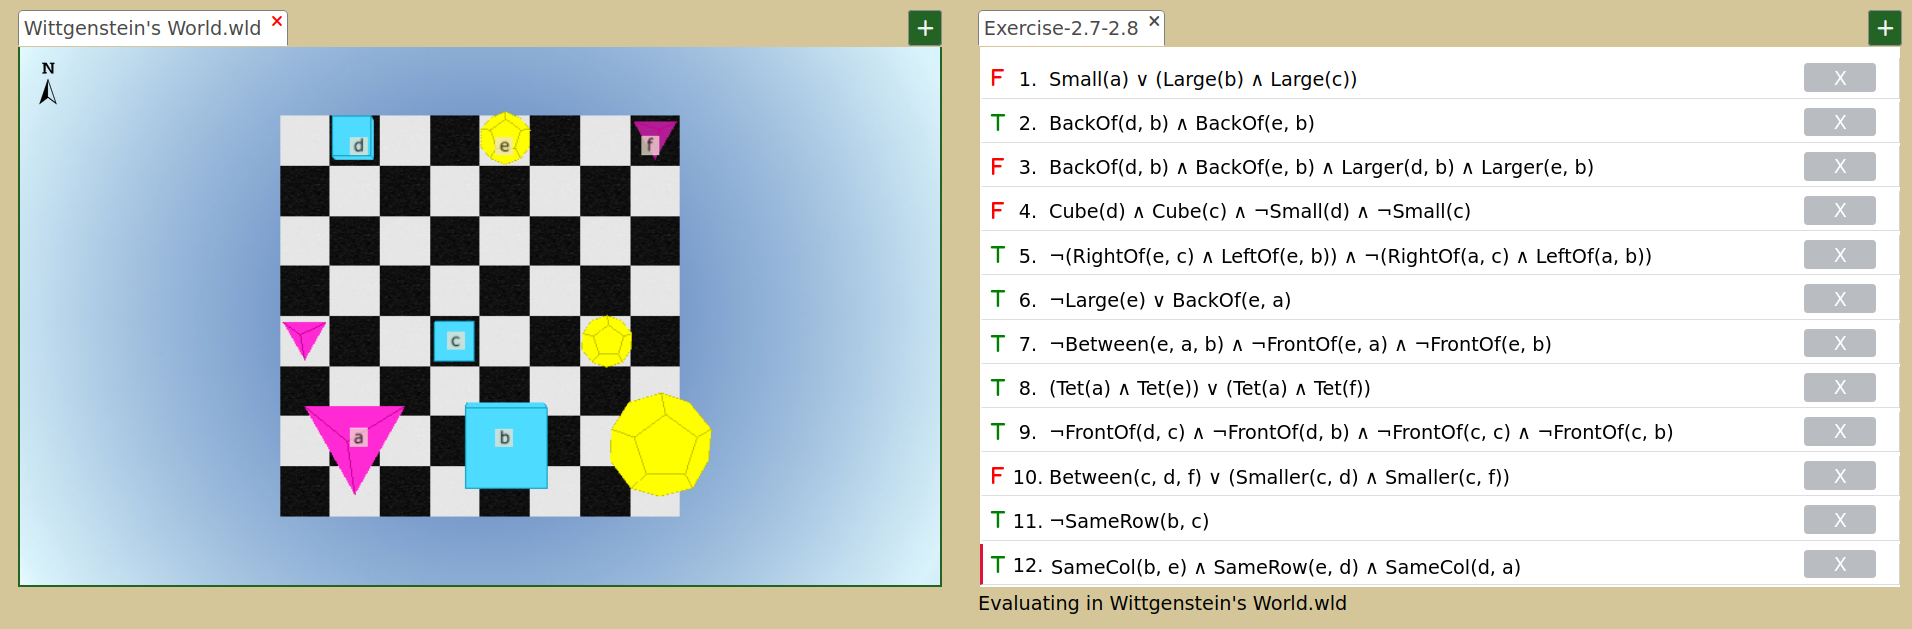 Wittgenstein's World.wld ×
+
N
d e f
c
a b
Exercise-2.7-2.8 ×
+
F 1. Small(a) ∨ (Large(b) ∧ Large(c)) X
T 2. BackOf(d, b) ∧ BackOf(e, b) X
F 3. BackOf(d, b) ∧ BackOf(e, b) ∧ Larger(d, b) ∧ Larger(e, b) X
F 4. Cube(d) ∧ Cube(c) ∧ ¬Small(d) ∧ ¬Small(c) X
T 5. ¬(RightOf(e, c) ∧ LeftOf(e, b)) ∧ ¬(RightOf(a, c) ∧ LeftOf(a, b)) X
T 6. ¬Large(e) ∨ BackOf(e, a) X
T 7. ¬Between(e, a, b) ∧ ¬FrontOf(e, a) ∧ ¬FrontOf(e, b) X
T 8. (Tet(a) ∧ Tet(e)) ∨ (Tet(a) ∧ Tet(f)) X
T 9. ¬FrontOf(d, c) ∧ ¬FrontOf(d, b) ∧ ¬FrontOf(c, c) ∧ ¬FrontOf(c, b) X
F 10. Between(c, d, f) ∨ (Smaller(c, d) ∧ Smaller(c, f)) X
T 11. ¬SameRow(b, c) X
T 12. SameCol(b, e) ∧ SameRow(e, d) ∧ SameCol(d, a) X
Evaluating in Wittgenstein's World.wld